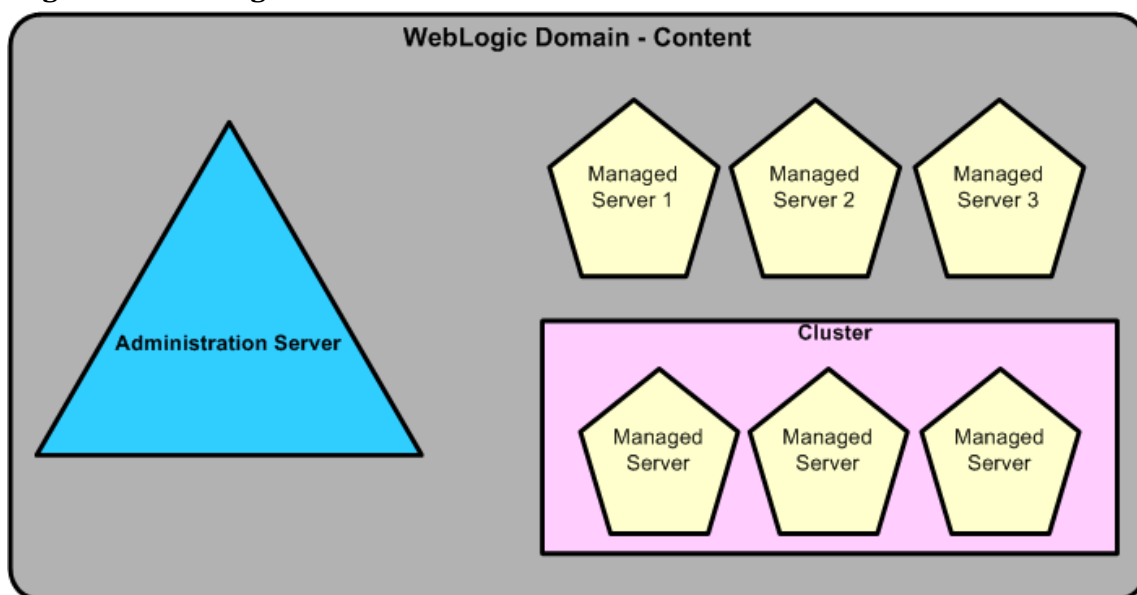 WebLogic Domain - Content
Managed
Server 1
Managed
Server 2
Managed
Server 3
Administration Server
Cluster
Managed
Server
Managed
Server
Managed
Server